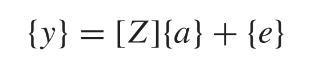 {y} = [Z]{a} + {e}